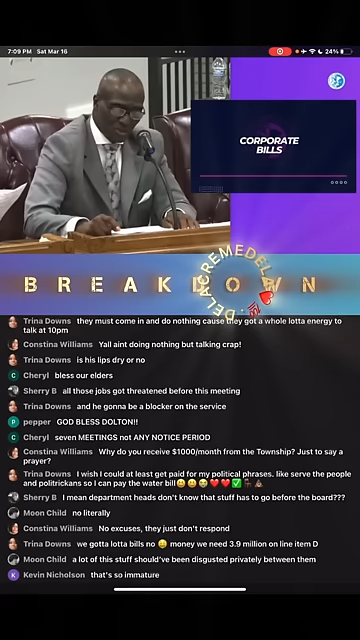 7:09 PM Sat Mar 16
24%
CORPORATE
BILLS
BREAKDOWN
DELACREMEDELA
Trina Downs they must come in and do nothing cause they got a whole lotta energy to
talk at 10pm
Constina Williams Yall aint doing nothing but talking crap!
Trina Downs is his lips dry or no
Cheryl bless our elders
Sherry B all those jobs got threatened before this meeting
Trina Downs and he gonna be a blocker on the service
pepper GOD BLESS DOLTON!!
Cheryl seven MEETINGS not ANY NOTICE PERIOD
Constina Williams Why do you receive $1000/month from the Township? Just to say a
prayer?
Trina Downs I wish I could at least get paid for my political phrases. like serve the people
and politrickans so I can pay the water bill😄😄😂❤️❤️✅🪑💩
Sherry B I mean department heads don't know that stuff has to go before the board???
Moon Child no literally
Constina Williams No excuses, they just don't respond
Trina Downs we gotta lotta bills no 😄 money we need 3.9 million on line item D
Moon Child a lot of this stuff should've been disgusted privately between them
K Kevin Nicholson that's so immature